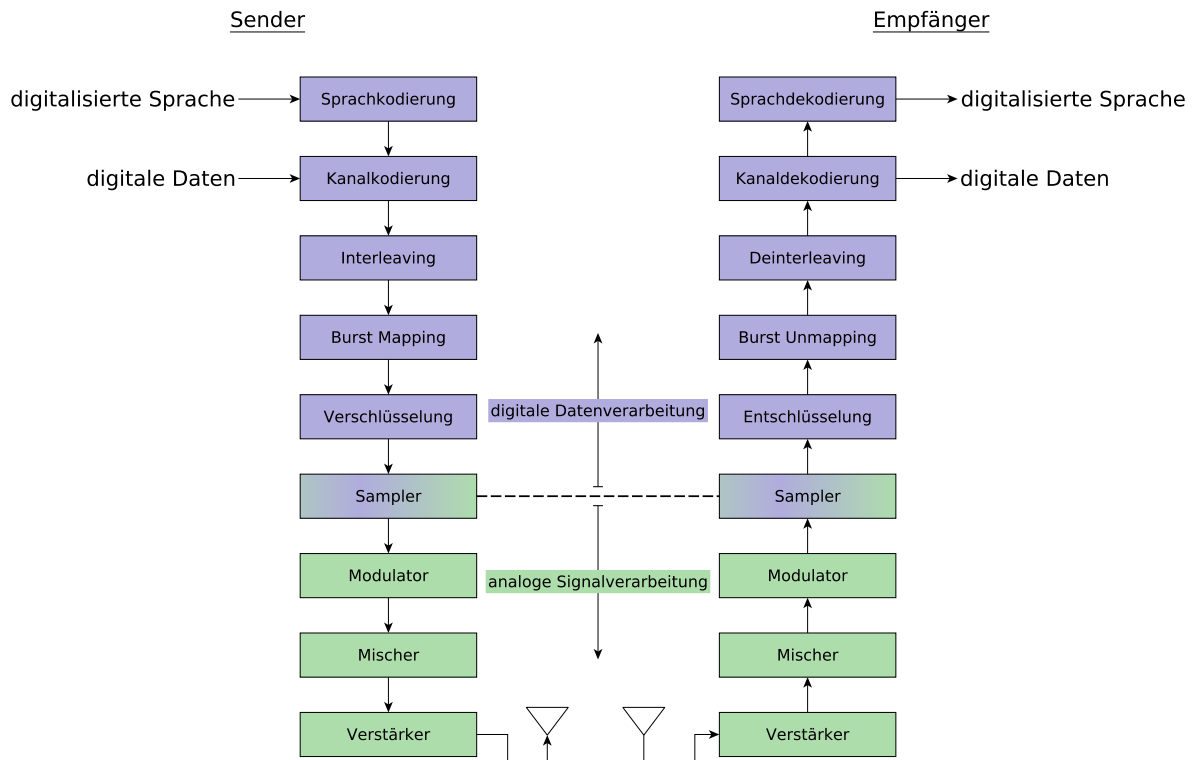 Sender
Empfänger
digitalisierte Sprache
Sprachkodierung
Sprachdekodierung
digitalisierte Sprache
digitale Daten
Kanalkodierung
Kanaldekodierung
digitale Daten
Interleaving
Deinterleaving
Burst Mapping
Burst Unmapping
Verschlüsselung
digitale Datenverarbeitung
Entschlüsselung
Sampler
Sampler
Modulator
analoge Signalverarbeitung
Modulator
Mischer
Mischer
Verstärker
Verstärker